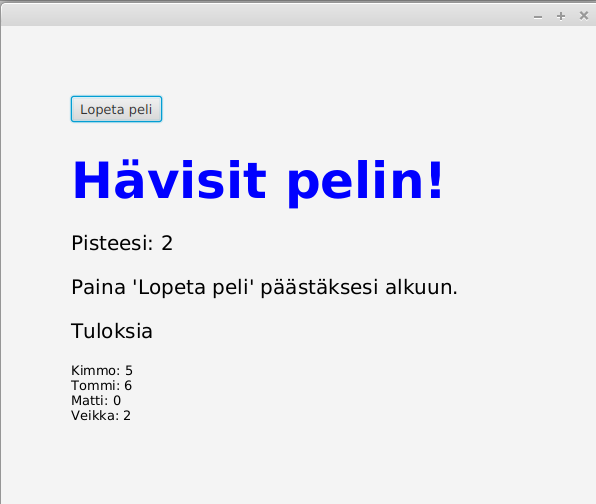 Lopeta peli
Hävisit pelin!
Pisteesi: 2
Paina 'Lopeta peli' päästäksesi alkuun.
Tuloksia
Kimmo: 5
Tommi: 6
Matti: 0
Veikka: 2